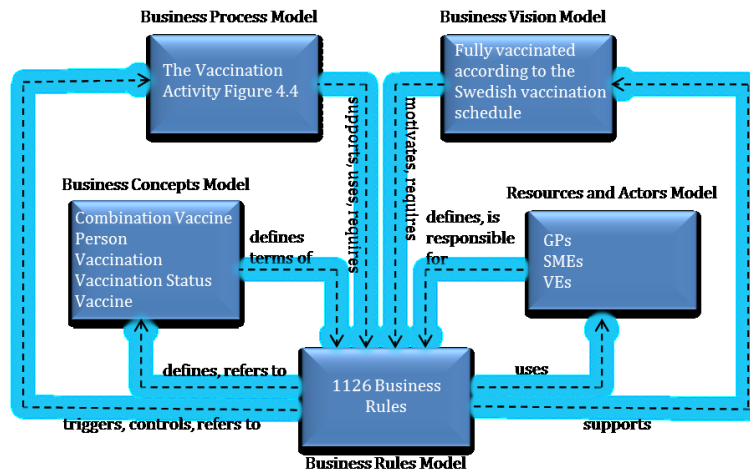 Business Process Model
Business Vision Model
The Vaccination
Activity Figure 4.4
Fully vaccinated
according to the
Swedish vaccination
schedule
supports, uses, requires
motivates, requires
Business Concepts Model
Resources and Actors Model
Combination Vaccine
Person
Vaccination
Vaccination Status
Vaccine
defines
terms of
defines, is
responsible
for
GPs
SMEs
VEs
defines, refers to
1126 Business
Rules
uses
triggers, controls, refers to
supports
Business Rules Model